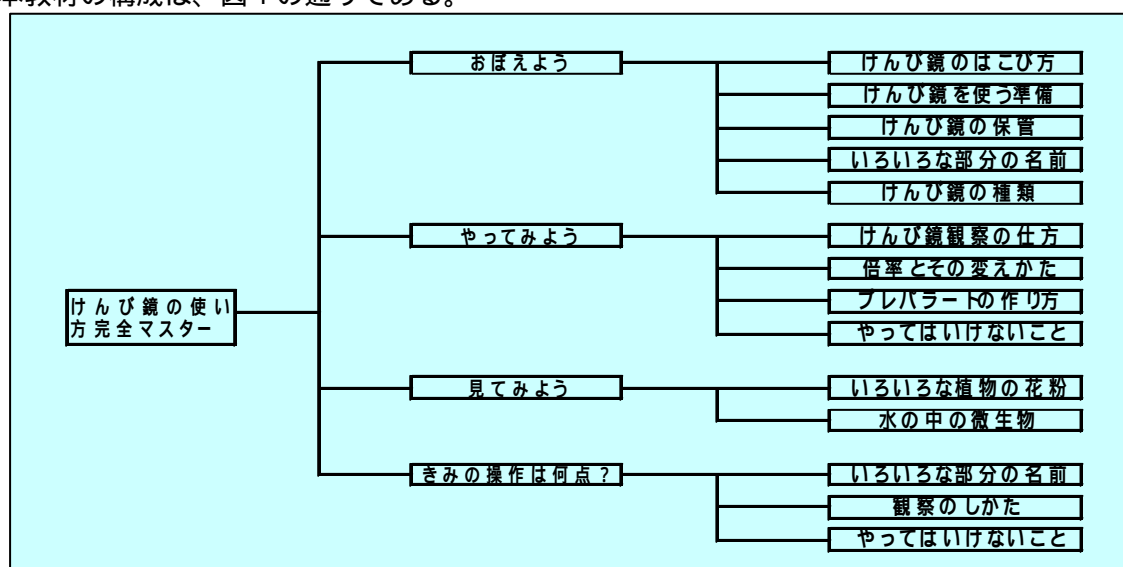 教材の構成は、図1の通りである。
おぼえよう
けんび鏡のはこび方
けんび鏡を使う準備
けんび鏡の保管
いろいろな部分の名前
けんび鏡の種類
やってみよう
けんび鏡観察の仕方
倍率とその変えかた
プレパラートの作り方
やってはいけないこと
けんび鏡の使い
方完全マスター
見てみよう
いろいろな植物の花粉
水の中の微生物
きみの操作は何点?
いろいろな部分の名前
観察のしかた
やってはいけないこと